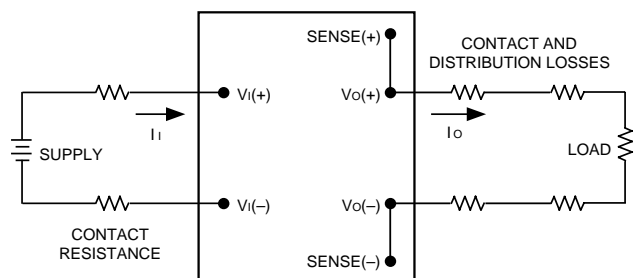 SENSE(+)
CONTACT AND
DISTRIBUTION LOSSES
VI(+)
VO(+)
II
IO
SUPPLY
LOAD
VI(–)
VO(–)
CONTACT
RESISTANCE
SENSE(–)